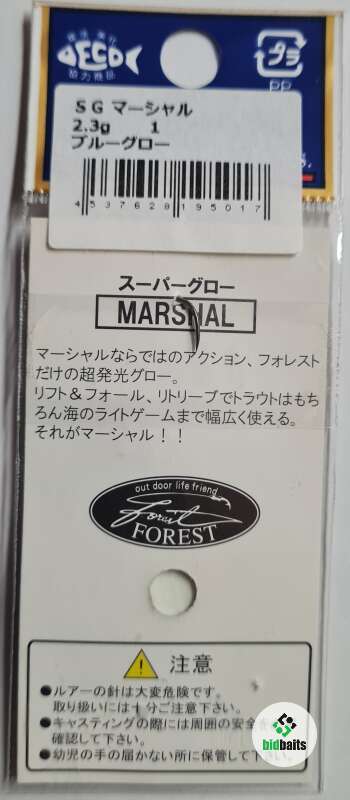 ECO
協力商品
プラ
PP
SG マーシャル
2.3g 1
ブルーグロー
4 537628 195017
スーパーグロー
MARSHAL
マーシャルならではのアクション、フォレスト
だけの超発光グロー。
リフト&フォール、リトリーブでトラウトはもち
ろん海のライトゲームまで幅広く使える。
それがマーシャル!!
out door life friend
Forest
FOREST
注意
●ルアーの針は大変危険です。
取り扱いには十分ご注意下さい。
●キャスティングの際には周囲の安全を
確認して下さい。
●幼児の手の届かない所に保管して下さい。
bidbaits